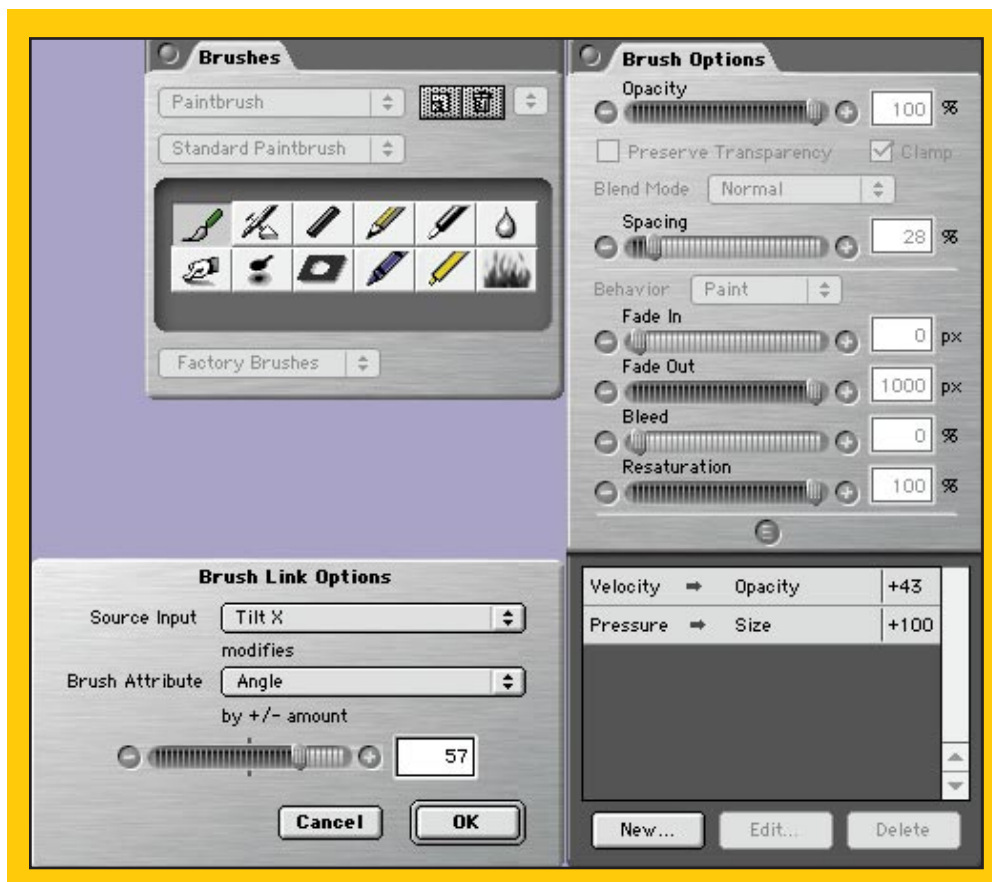 Brushes
Paintbrush
Standard Paintbrush
Factory Brushes
Brush Options
Opacity
100 %
Preserve Transparency Clamp
Blend Mode Normal
Spacing
28 %
Behavior Paint
Fade In
0 px
Fade Out
1000 px
Bleed
0 %
Resaturation
100 %
Brush Link Options
Source Input Tilt X
modifies
Brush Attribute Angle
by +/- amount
57
Cancel OK
Velocity ➡ Opacity +43
Pressure ➡ Size +100
New... Edit... Delete